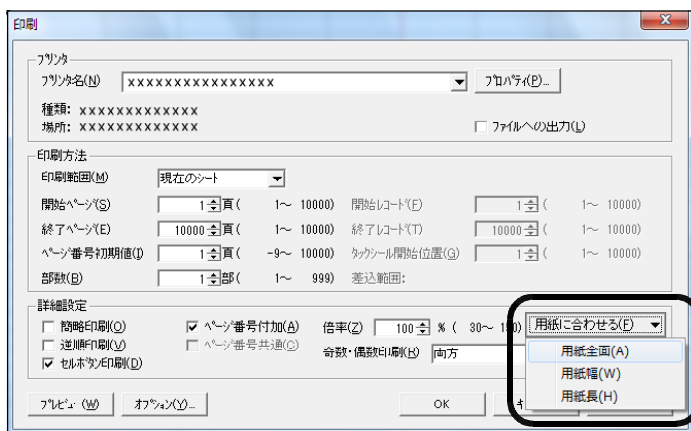 印刷
プリンタ
プリンタ名(N) xxxxxxxxxxxxxxx プロパティ(P)...
種類: xxxxxxxxxxxxx
場所: xxxxxxxxxxxxx ファイルへの出力(L)
印刷方法
印刷範囲(M) 現在のシート
開始ページ(S) 1 頁( 1～ 10000) 開始レコード(F) 1 ( 1～ 10000)
終了ページ(E) 10000 頁( 1～ 10000) 終了レコード(T) 10000 ( 1～ 10000)
ページ番号初期値(I) 1 頁( -9～ 10000) タックシール開始位置(G) 1 ( 1～ 10000)
部数(B) 1 部( 1～ 999) 差込範囲:
詳細設定
簡略印刷(O) ページ番号付加(A) 倍率(Z) 100 % ( 30～ 150) 用紙に合わせる(F)
逆順印刷(V) ページ番号共通(C) 奇数・偶数印刷(H) 両方 用紙全面(A)
セルボタン印刷(D) 用紙幅(W)
用紙長(H)
プレビュー(W) オプション(Y)... OK キ